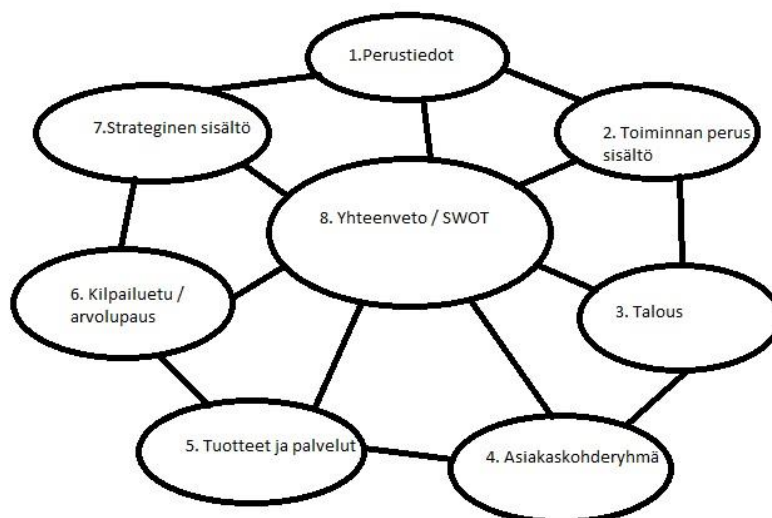 1.Perustiedot
2. Toiminnan perus
sisältö
3. Talous
4. Asiakaskohderyhmä
5. Tuotteet ja palvelut
6. Kilpailuetu /
arvolupaus
7.Strateginen sisältö
8. Yhteenveto / SWOT